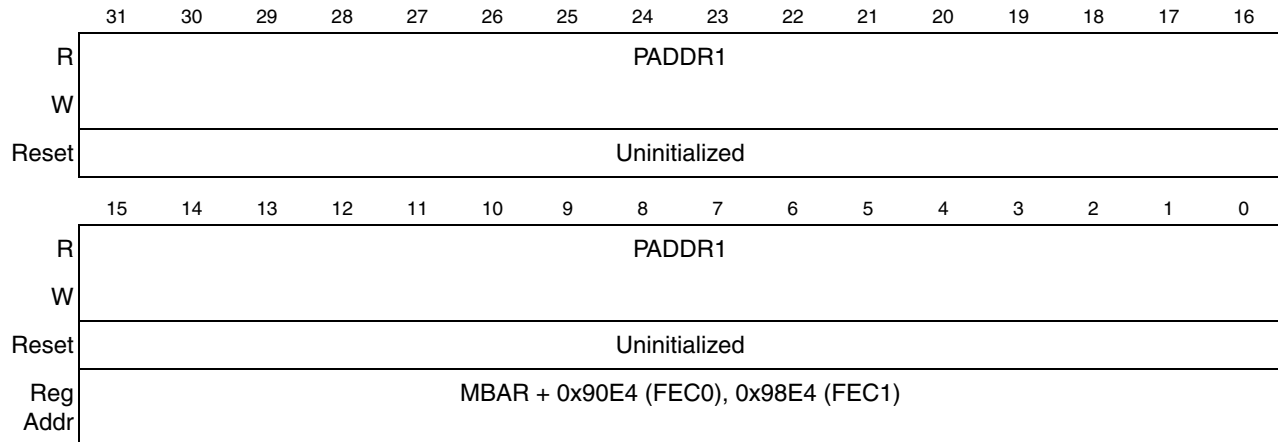 31 30 29 28 27 26 25 24 23 22 21 20 19 18 17 16
R PADDR1
W
Reset Uninitialized
15 14 13 12 11 10 9 8 7 6 5 4 3 2 1 0
R PADDR1
W
Reset Uninitialized
Reg MBAR + 0x90E4 (FEC0), 0x98E4 (FEC1)
Addr